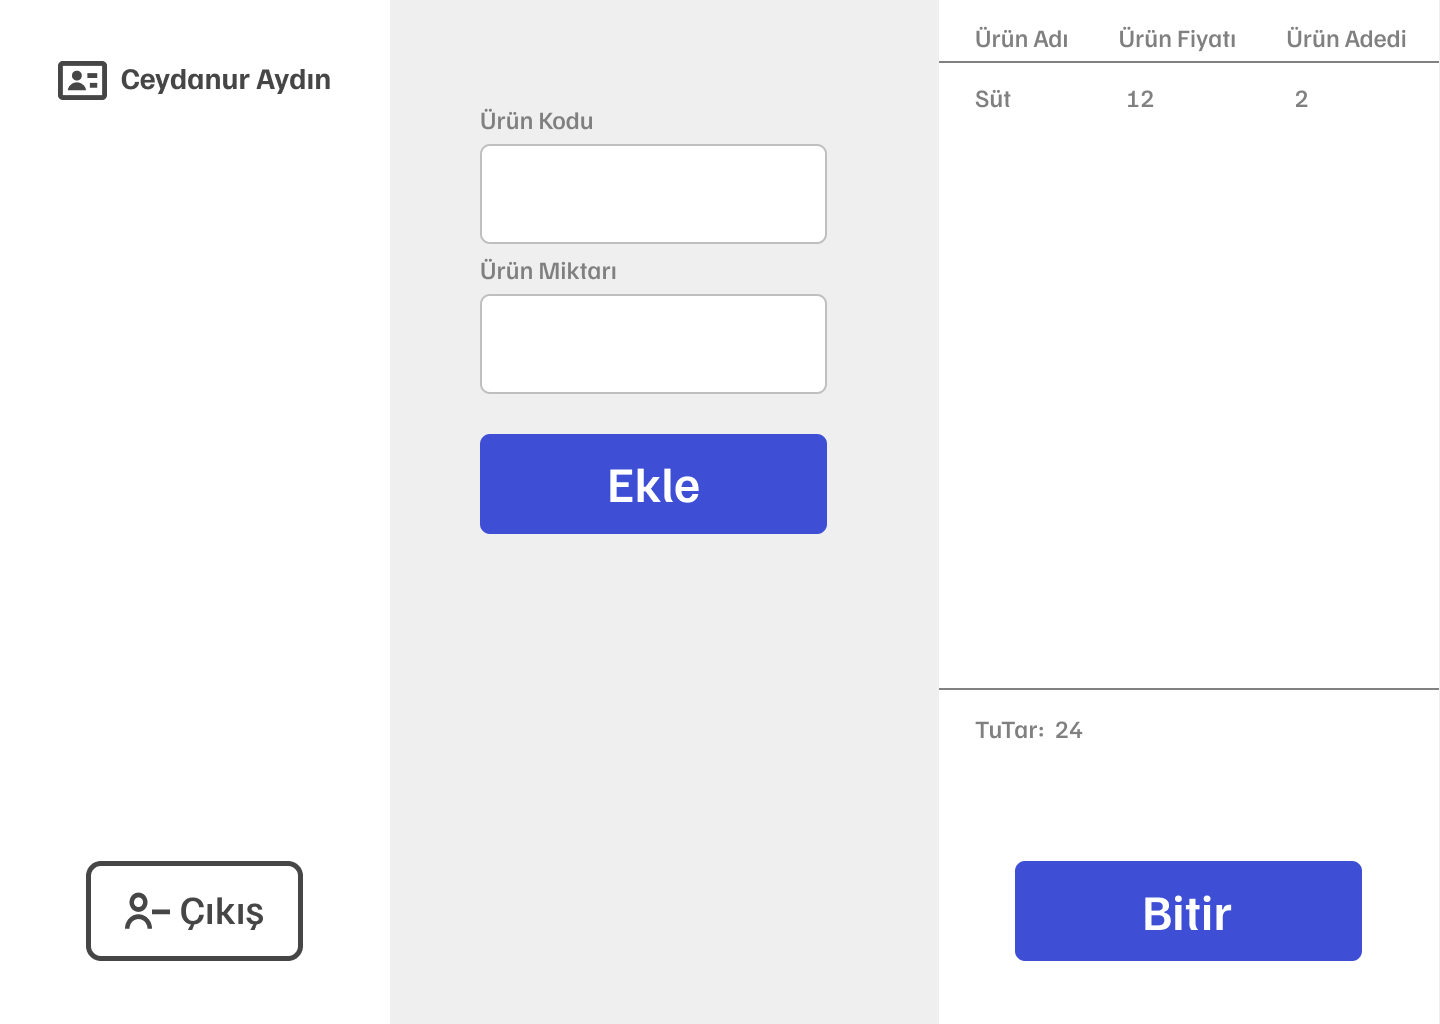 Ceydanur Aydın
Çıkış
Ürün Kodu
Ürün Miktarı
Ekle
Ürün Adı Ürün Fiyatı Ürün Adedi
Süt 12 2
TuTar: 24
Bitir